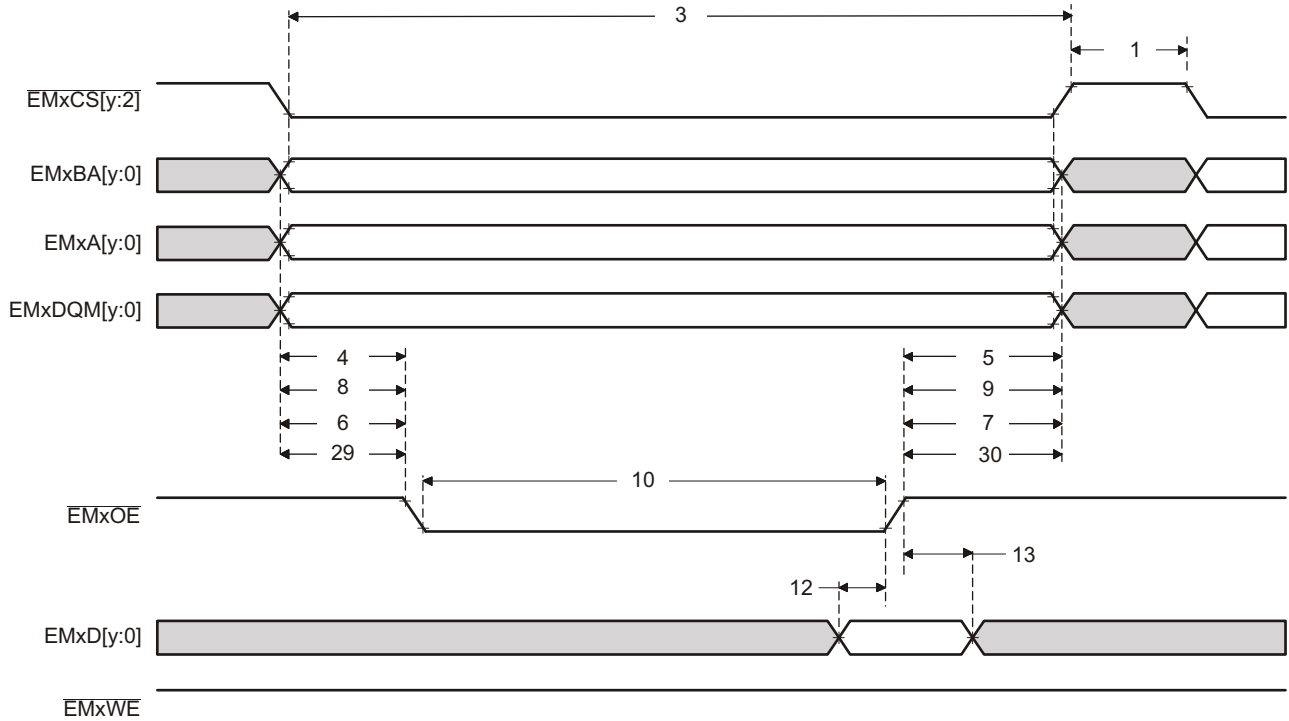 3
1
EMxCS[y:2]
EMxBA[y:0]
EMxA[y:0]
EMxDQM[y:0]
4 5
8 9
6 7
29 30
10
EMxOE
13
12
EMxD[y:0]
EMxWE